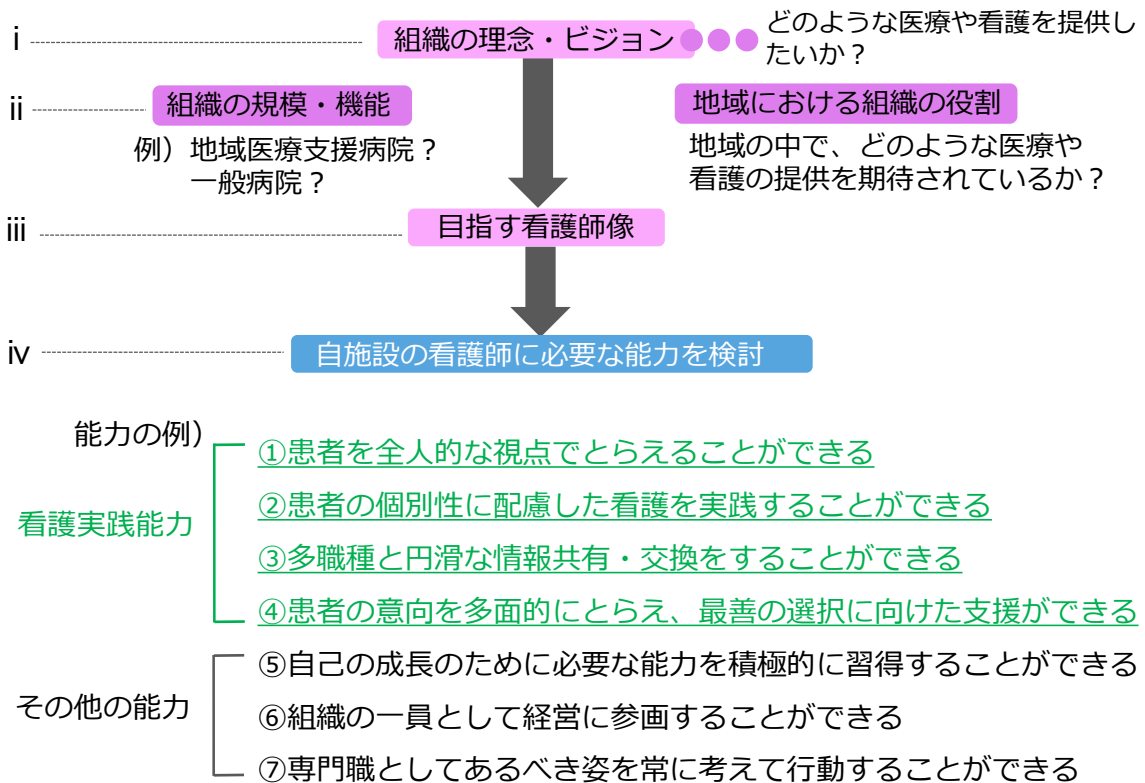 i
組織の理念・ビジョン
どのような医療や看護を提供し
たいか？
ii
組織の規模・機能
地域における組織の役割
例）地域医療支援病院？
一般病院？
地域の中で、どのような医療や
看護の提供を期待されているか？
iii
目指す看護師像
iv
自施設の看護師に必要な能力を検討
能力の例）
看護実践能力
①患者を全人的な視点でとらえることができる
②患者の個別性に配慮した看護を実践することができる
③多職種と円滑な情報共有・交換をすることができる
④患者の意向を多面的にとらえ、最善の選択に向けた支援ができる
その他の能力
⑤自己の成長のために必要な能力を積極的に習得することができる
⑥組織の一員として経営に参画することができる
⑦専門職としてあるべき姿を常に考えて行動することができる